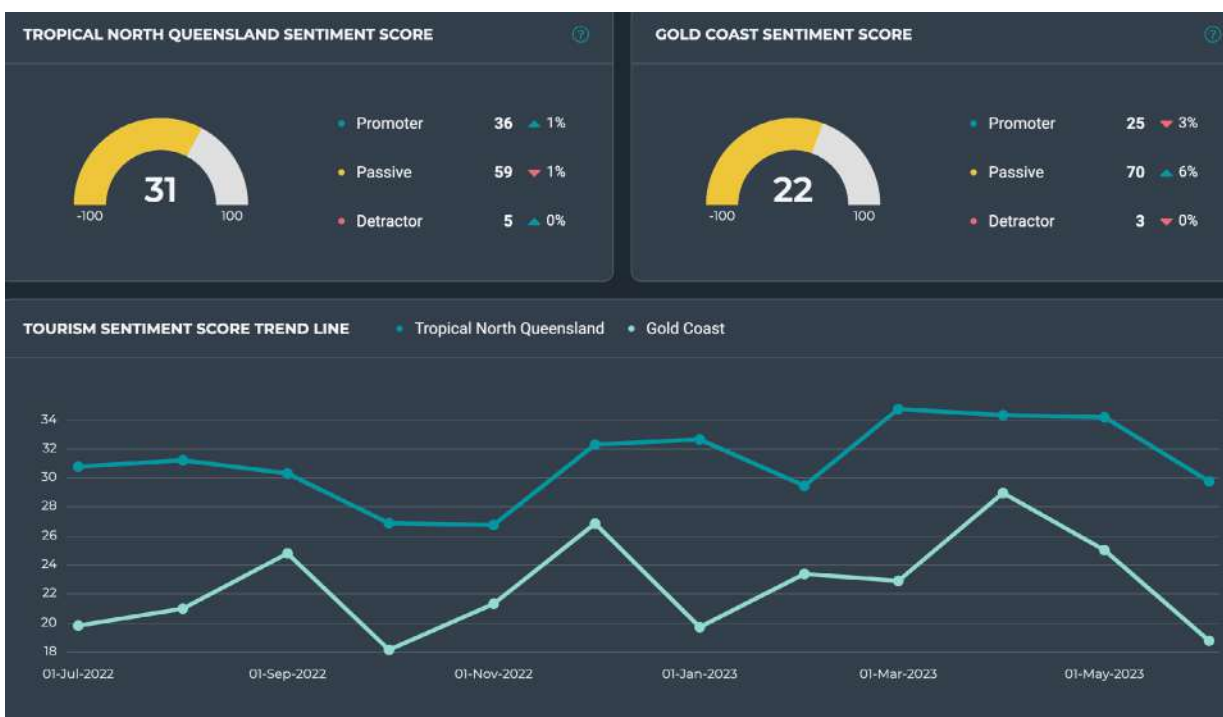 TROPICAL NORTH QUEENSLAND SENTIMENT SCORE ?
31
-100 100
Promoter 36 1%
Passive 59 1%
Detractor 5 0%
GOLD COAST SENTIMENT SCORE ?
22
-100 100
Promoter 25 3%
Passive 70 6%
Detractor 3 0%
TOURISM SENTIMENT SCORE TREND LINE Tropical North Queensland Gold Coast
34
32
30
28
26
24
22
20
18
01-Jul-2022 01-Sep-2022 01-Nov-2022 01-Jan-2023 01-Mar-2023 01-May-2023